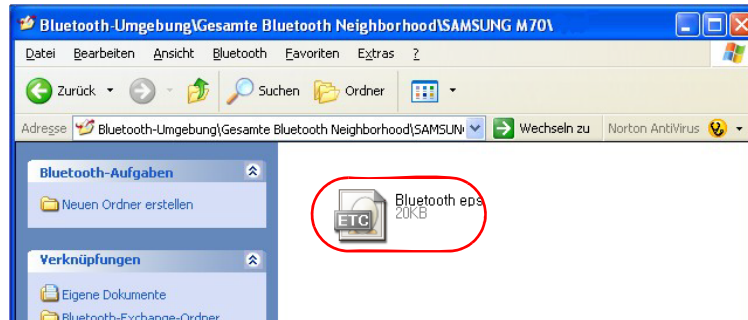 Bluetooth-Umgebung\Gesamte Bluetooth Neighborhood\SAMSUNG M70\
Datei Bearbeiten Ansicht Bluetooth Favoriten Extras ?
Zurück Suchen Ordner
Adresse Bluetooth-Umgebung\Gesamte Bluetooth Neighborhood\SAMSUN Wechseln zu Norton AntiVirus
Bluetooth-Aufgaben
Neuen Ordner erstellen
ETC
Bluetooth eps
20KB
Verknüpfungen
Eigene Dokumente
Bluetooth-Exchange-Ordner